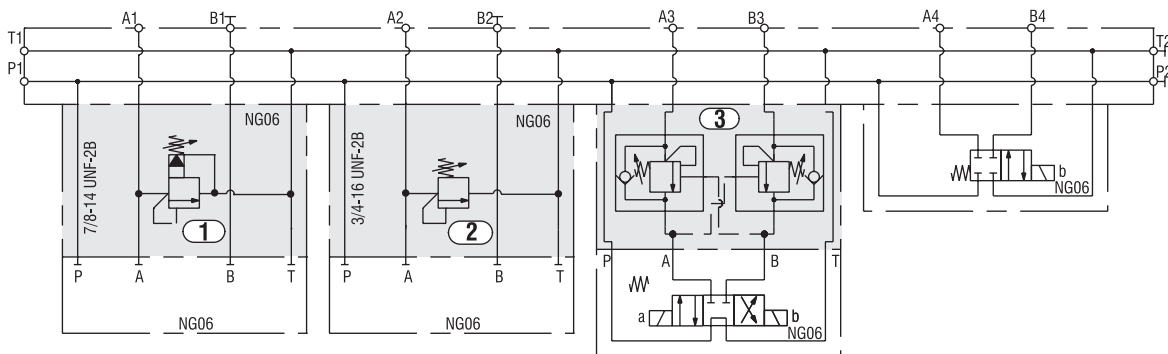 A1 B1 A2 B2 A3 B3 A4 B4
T1 T2
P1 P2
NG06 NG06 3
7/8-14 UNF-2B
3/4-16 UNF-2B
1 2
b
NG06
P A B T P A B T P A B T
a b
NG06 NG06 NG06